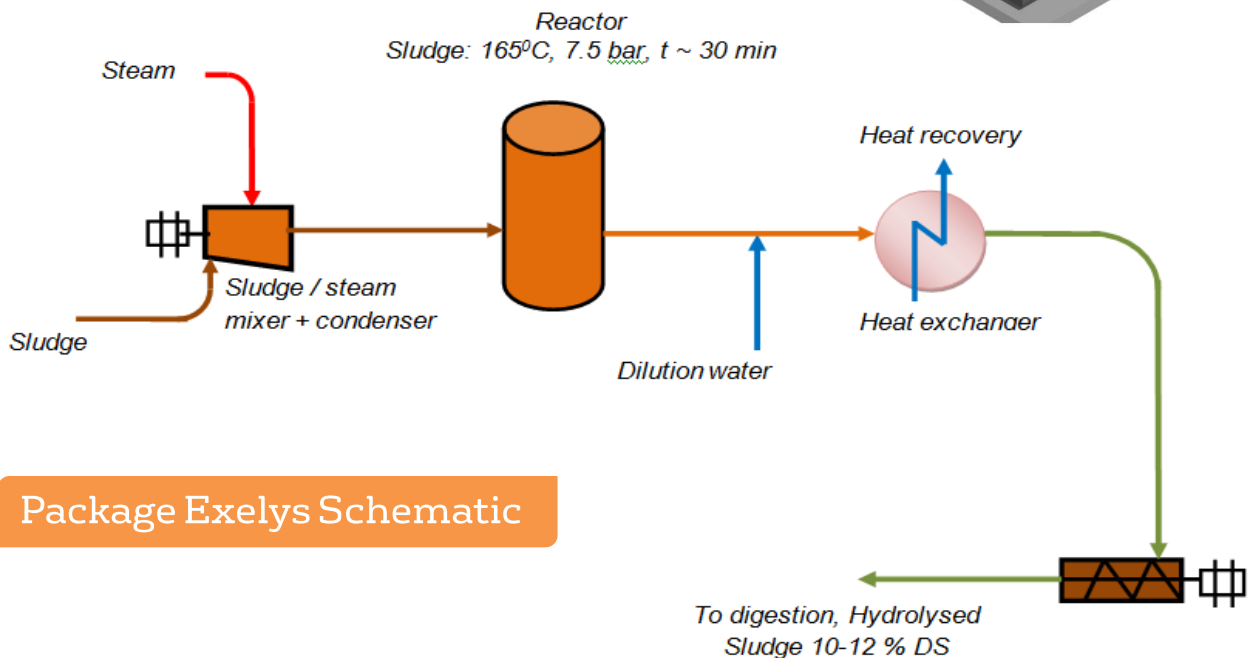 Reactor
Sludge: 165⁰C, 7.5 bar, t ~ 30 min
Steam
Heat recovery
Sludge / steam
mixer + condenser
Sludge
Heat exchanger
Dilution water
Package Exelys Schematic
To digestion, Hydrolysed
Sludge 10-12 % DS